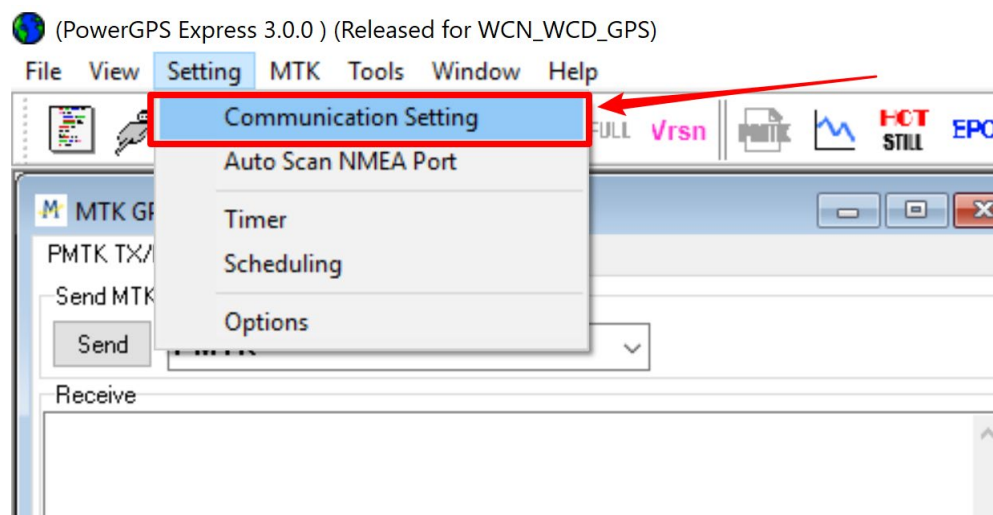 (PowerGPS Express 3.0.0 ) (Released for WCN_WCD_GPS)
File View Setting MTK Tools Window Help
Communication Setting
FULL Vrsn HOT STILL EPO
Auto Scan NMEA Port
MTK GP
Timer
PMTK TX/
Scheduling
Send MTK
Options
Send
Receive